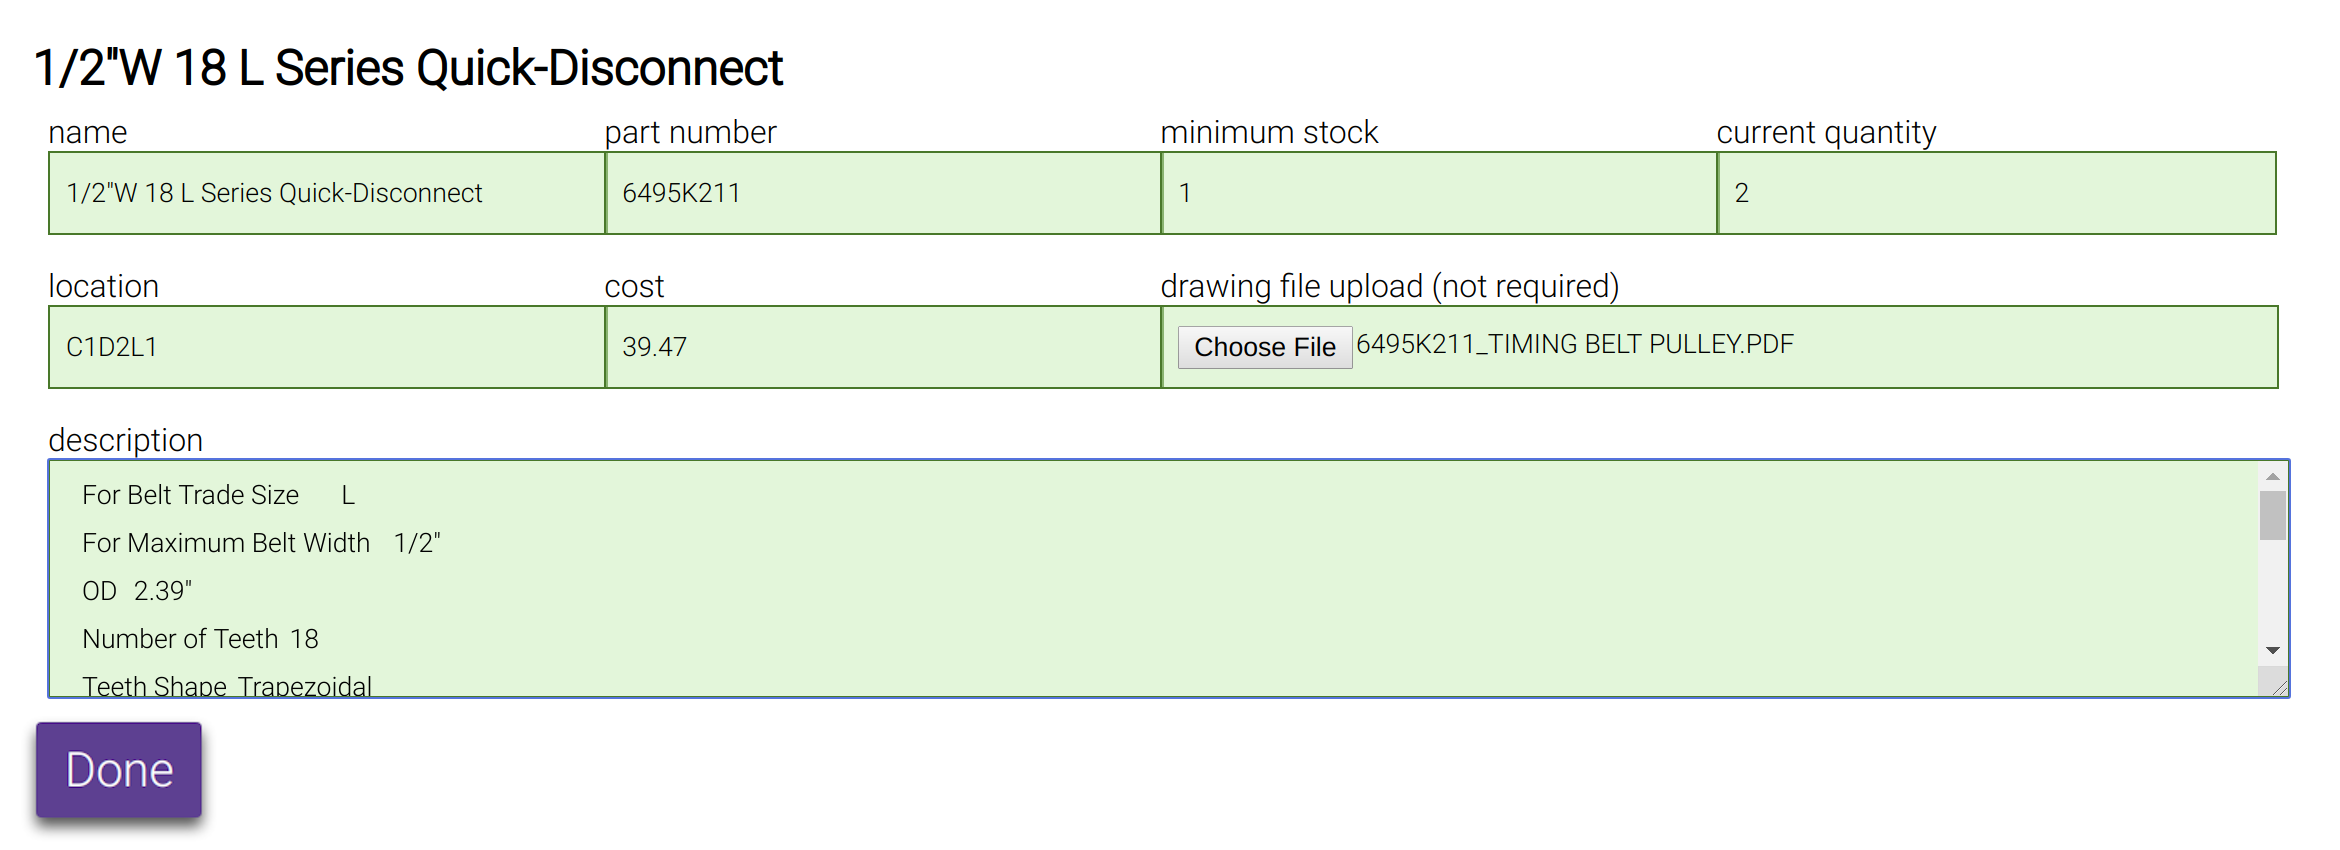 1/2"W 18 L Series Quick-Disconnect
name part number minimum stock current quantity
1/2"W 18 L Series Quick-Disconnect 6495K211 1 2
location cost drawing file upload (not required)
C1D2L1 39.47 Choose File 6495K211_TIMING BELT PULLEY.PDF
description
For Belt Trade Size L
For Maximum Belt Width 1/2"
OD 2.39"
Number of Teeth 18
Teeth Shape Trapezoidal
Done